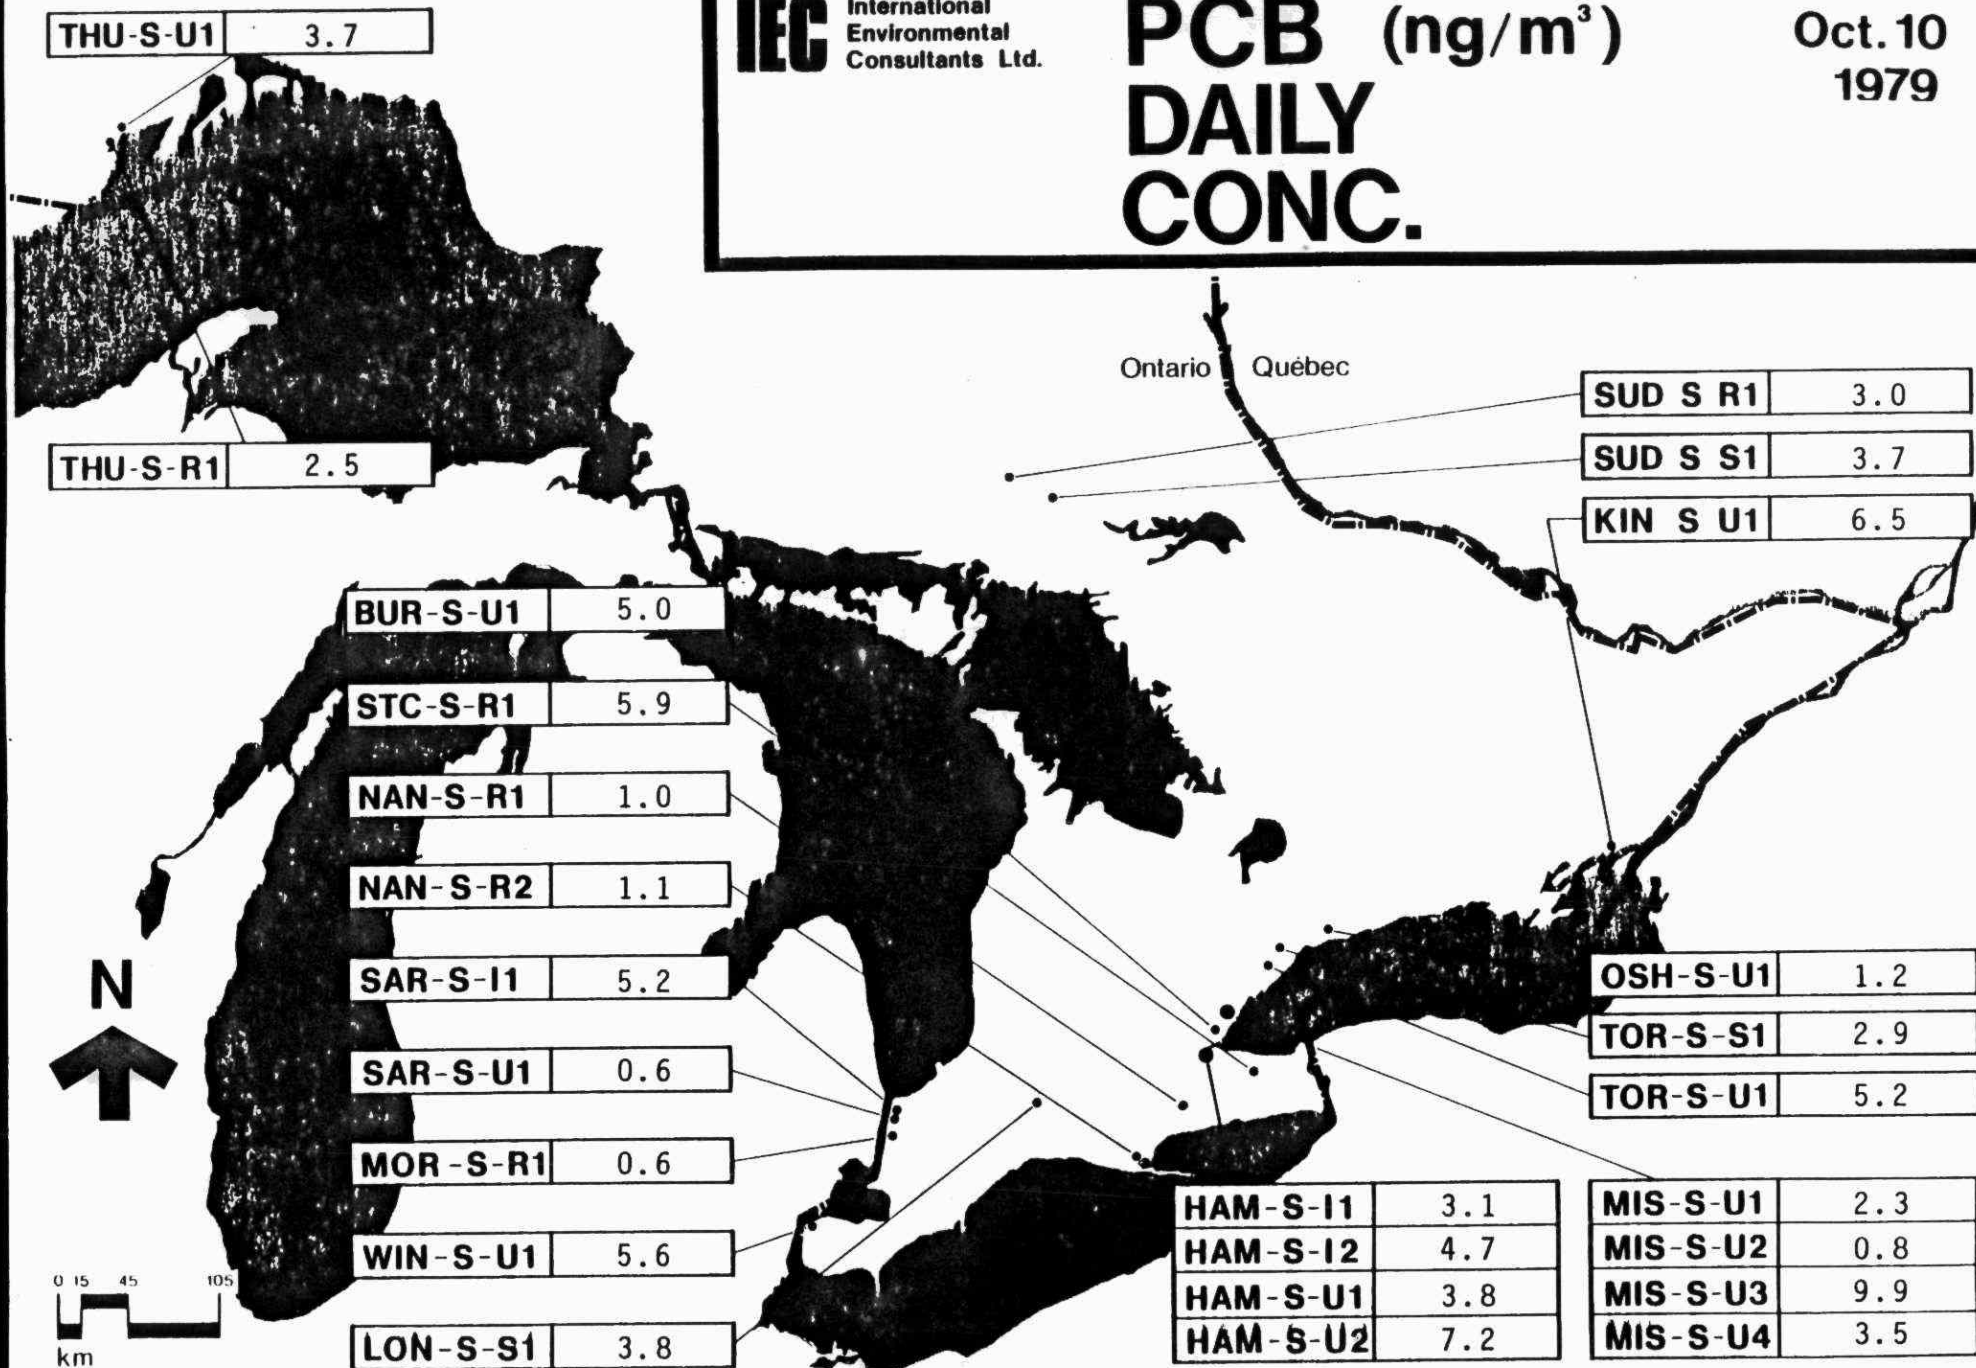 THU-S-U1 3.7
IEC International
Environmental
Consultants Ltd.
PCB (ng/m³)
DAILY
CONC.
Oct. 10
1979
Ontario Québec
THU-S-R1 2.5
SUD S R1 3.0
SUD S S1 3.7
KIN S U1 6.5
BUR-S-U1 5.0
STC-S-R1 5.9
NAN-S-R1 1.0
NAN-S-R2 1.1
SAR-S-I1 5.2
SAR-S-U1 0.6
MOR-S-R1 0.6
WIN-S-U1 5.6
LON-S-S1 3.8
N
0 15 45 105
km
OSH-S-U1 1.2
TOR-S-S1 2.9
TOR-S-U1 5.2
HAM-S-I1 3.1
HAM-S-I2 4.7
HAM-S-U1 3.8
HAM-S-U2 7.2
MIS-S-U1 2.3
MIS-S-U2 0.8
MIS-S-U3 9.9
MIS-S-U4 3.5